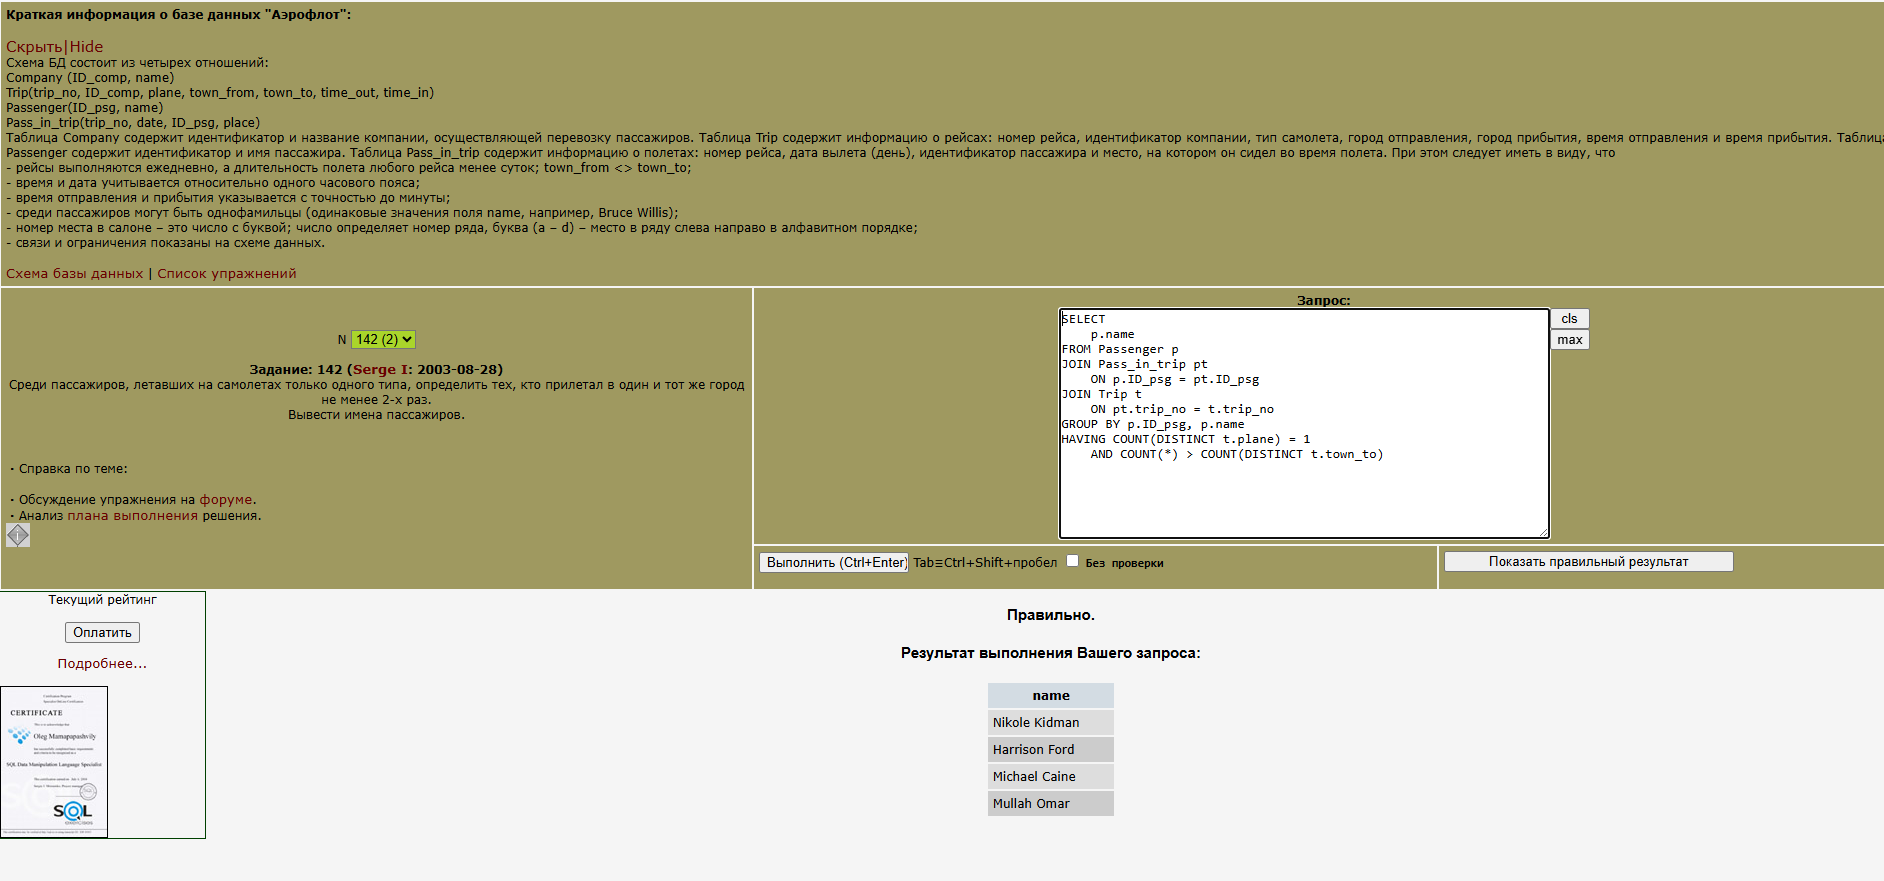 Краткая информация о базе данных "Аэрофлот":
Скрыть|Hide
Схема БД состоит из четырех отношений:
Company (ID_comp, name)
Trip(trip_no, ID_comp, plane, town_from, town_to, time_out, time_in)
Passenger(ID_psg, name)
Pass_in_trip(trip_no, date, ID_psg, place)
Таблица Company содержит идентификатор и название компании, осуществляющей перевозку пассажиров. Таблица Trip содержит информацию о рейсах: номер рейса, идентификатор компании, тип самолета, город отправления, город прибытия, время отправления и время прибытия. Таблица
Passenger содержит идентификатор и имя пассажира. Таблица Pass_in_trip содержит информацию о полетах: номер рейса, дата вылета (день), идентификатор пассажира и место, на котором он сидел во время полета. При этом следует иметь в виду, что
- рейсы выполняются ежедневно, а длительность полета любого рейса менее суток; town_from <> town_to;
- время и дата учитывается относительно одного часового пояса;
- время отправления и прибытия указывается с точностью до минуты;
- среди пассажиров могут быть однофамильцы (одинаковые значения поля name, например, Bruce Willis);
- номер места в салоне – это число с буквой; число определяет номер ряда, буква (a – d) – место в ряду слева направо в алфавитном порядке;
- связи и ограничения показаны на схеме данных.
Схема базы данных | Список упражнений
N 142 (2)
Задание: 142 (Serge I: 2003-08-28)
Среди пассажиров, летавших на самолетах только одного типа, определить тех, кто прилетал в один и тот же город
не менее 2-х раз.
Вывести имена пассажиров.
· Справка по теме:
· Обсуждение упражнения на форуме.
· Анализ плана выполнения решения.
Запрос:
SELECT
p.name
FROM Passenger p
JOIN Pass_in_trip pt
ON p.ID_psg = pt.ID_psg
JOIN Trip t
ON pt.trip_no = t.trip_no
GROUP BY p.ID_psg, p.name
HAVING COUNT(DISTINCT t.plane) = 1
AND COUNT(*) > COUNT(DISTINCT t.town_to)
cls
max
Выполнить (Ctrl+Enter) Tab≡Ctrl+Shift+пробел Без проверки
Показать правильный результат
Текущий рейтинг
Оплатить
Подробнее...
CERTIFICATE
Oleg Mamapapashvily
SQL Data Manipulation Language Specialist
SQL
Правильно.
Результат выполнения Вашего запроса:
name
Nikole Kidman
Harrison Ford
Michael Caine
Mullah Omar